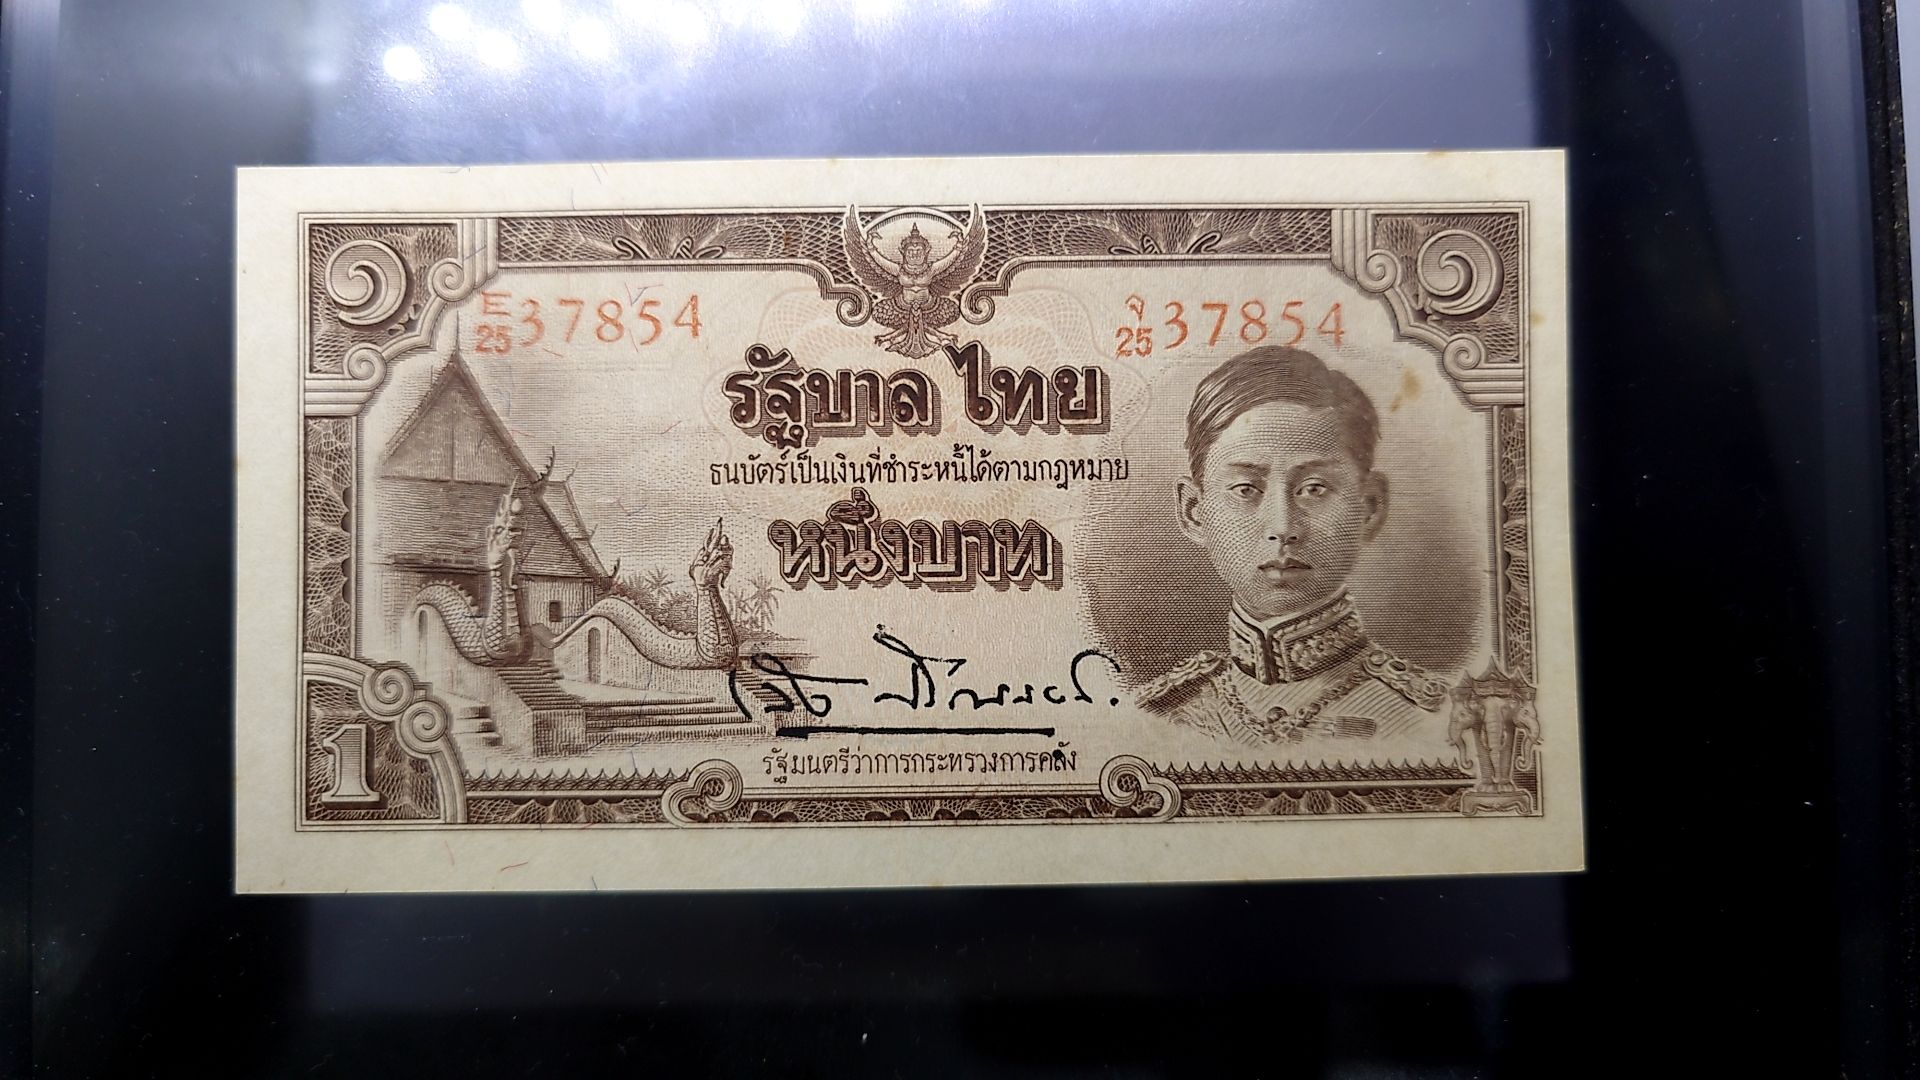 ๑ ๑
E/25 37854 จ/25 37854
รัฐบาล ไทย
ธนบัตร์เป็นเงินที่ชำระหนี้ได้ตามกฎหมาย
หนึ่งบาท
รัฐมนตรีว่าการกระทรวงการคลัง
1